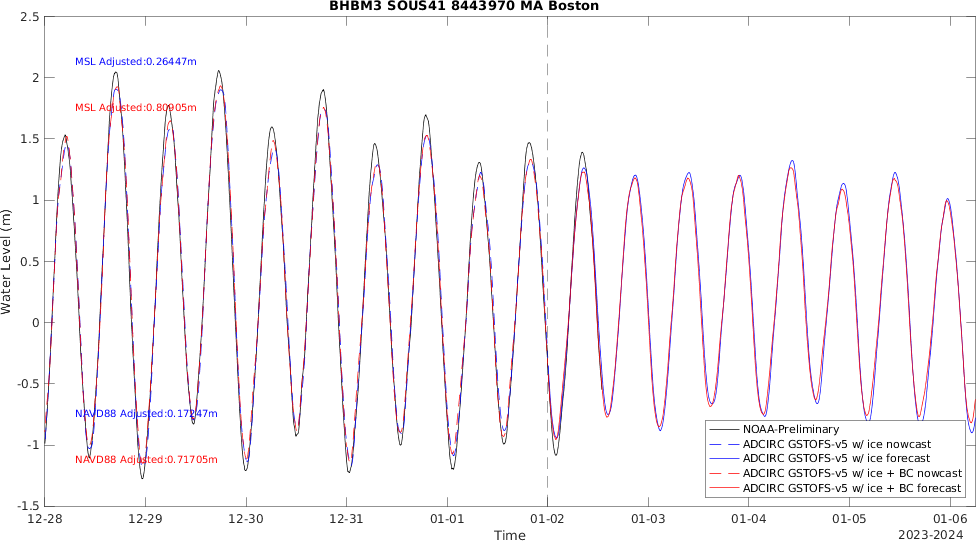 BHBM3 SOUS41 8443970 MA Boston
2.5
2
1.5
1
0.5
0
-0.5
-1
-1.5
Water Level (m)
MSL Adjusted:0.26447m
MSL Adjusted:0.80905m
NAVD88 Adjusted:0.17247m
NAVD88 Adjusted:0.71705m
NOAA-Preliminary
ADCIRC GSTOFS-v5 w/ ice nowcast
ADCIRC GSTOFS-v5 w/ ice forecast
ADCIRC GSTOFS-v5 w/ ice + BC nowcast
ADCIRC GSTOFS-v5 w/ ice + BC forecast
12-28 12-29 12-30 12-31 01-01 01-02 01-03 01-04 01-05 01-06
Time
2023-2024